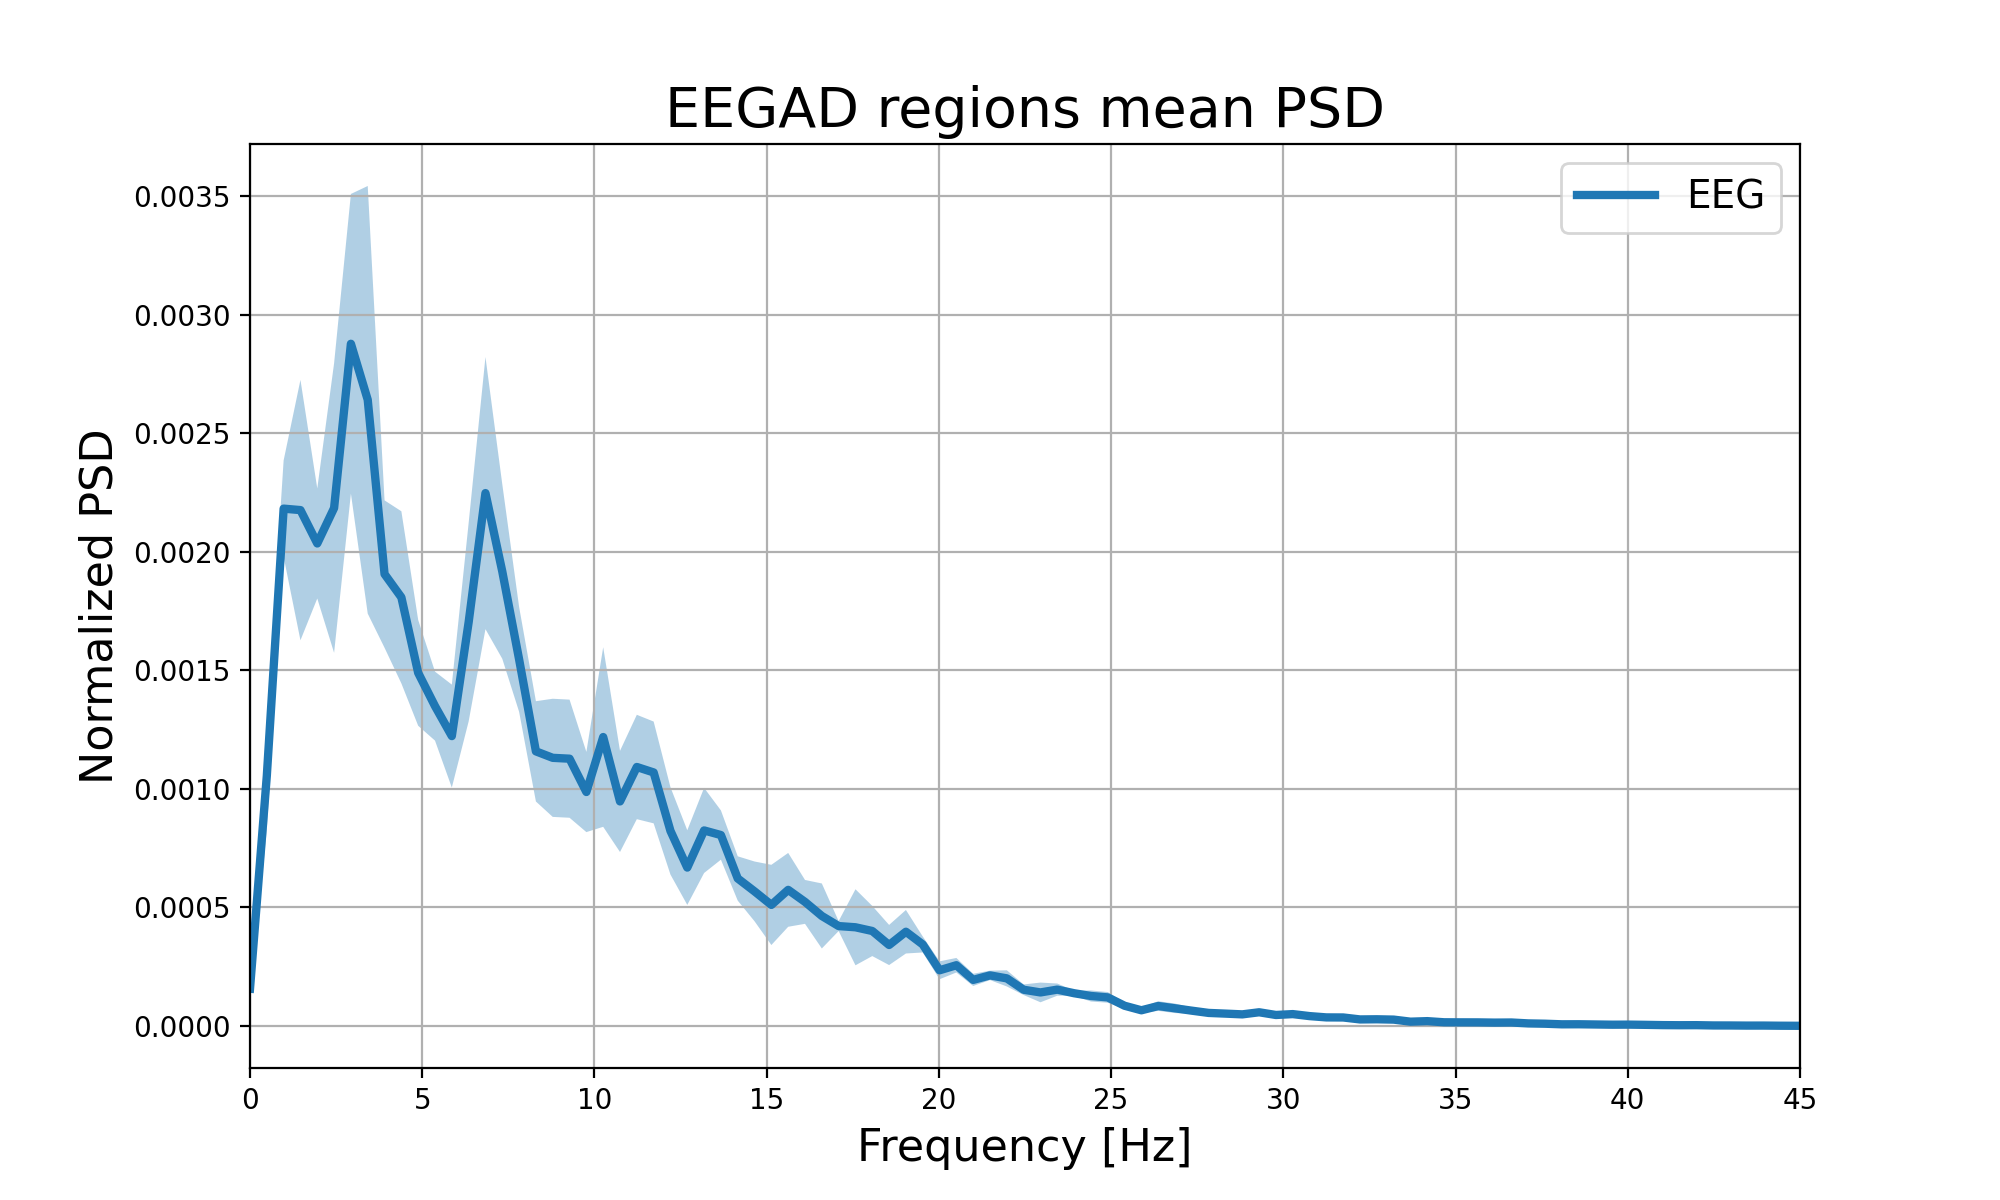 EEGAD regions mean PSD
EEG
Normalized PSD
0.0035
0.0030
0.0025
0.0020
0.0015
0.0010
0.0005
0.0000
0 5 10 15 20 25 30 35 40 45
Frequency [Hz]